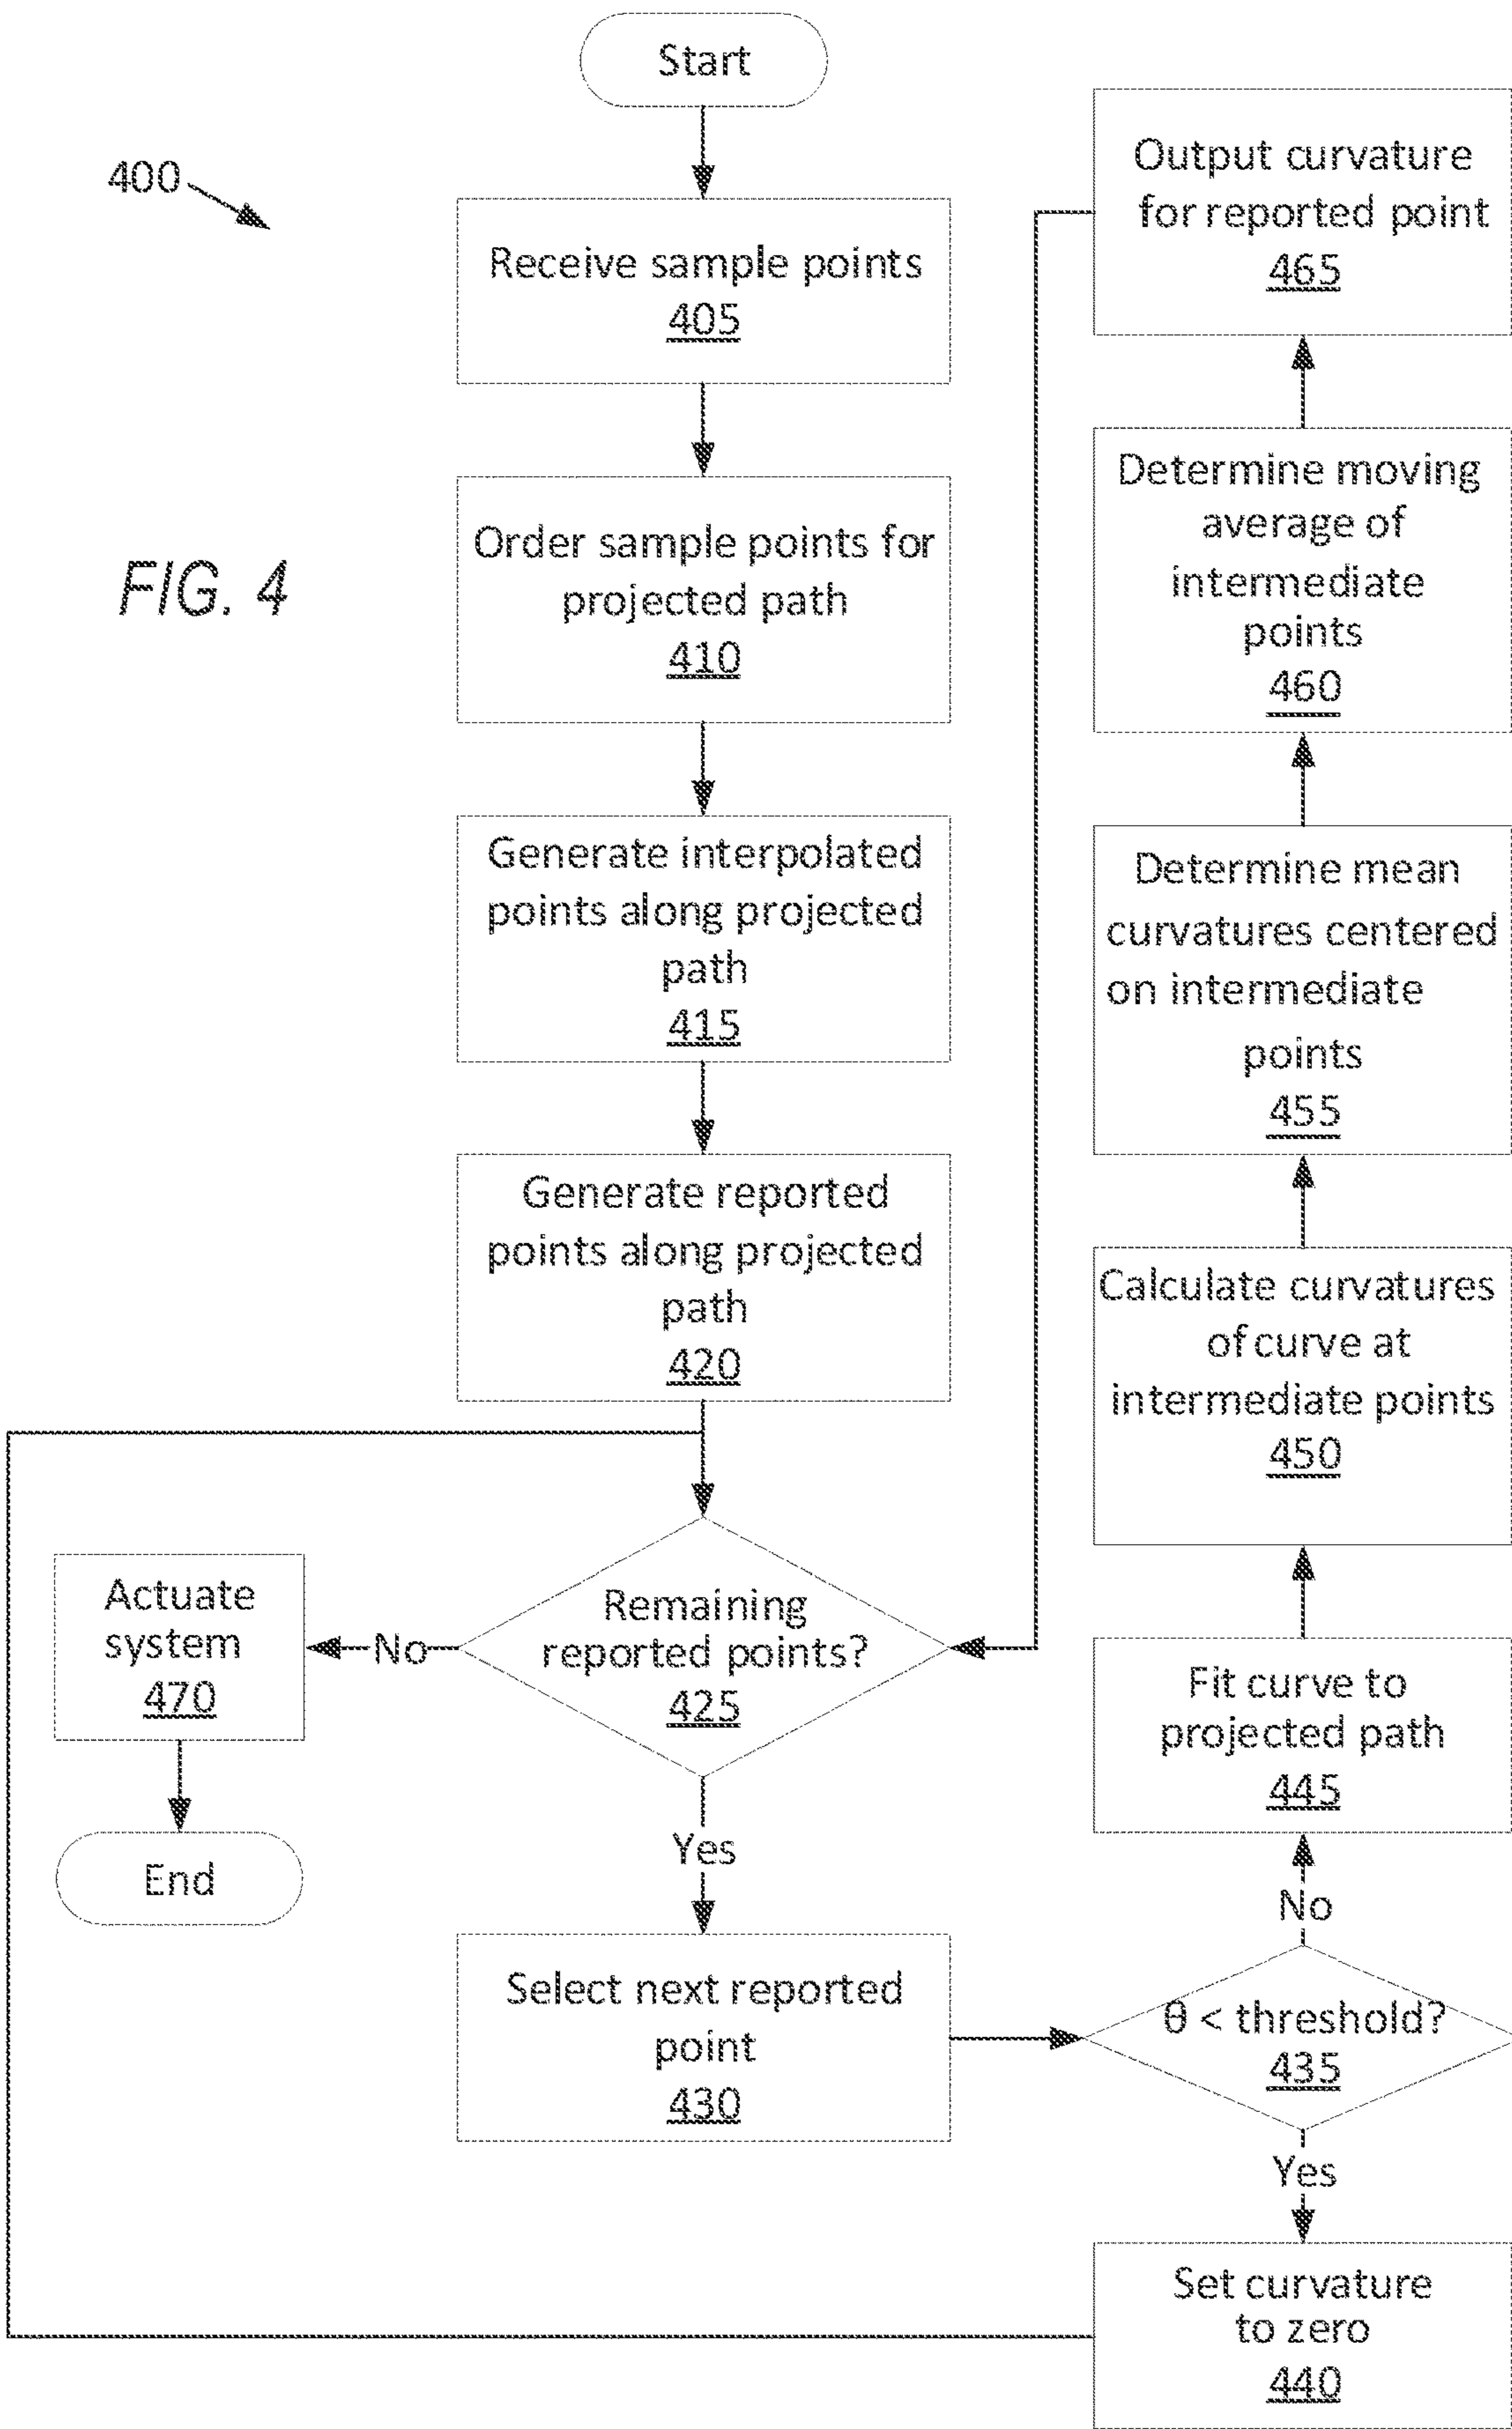 Start
400
Receive sample points
405
Order sample points for
projected path
410
FIG. 4
Generate interpolated
points along projected
path
415
Generate reported
points along projected
path
420
Remaining
reported points?
425
No
Actuate
system
470
End
Yes
Select next reported
point
430
θ < threshold?
435
Yes
Set curvature
to zero
440
No
Fit curve to
projected path
445
Calculate curvatures
of curve at
intermediate points
450
Determine mean
curvatures centered
on intermediate
points
455
Determine moving
average of
intermediate
points
460
Output curvature
for reported point
465